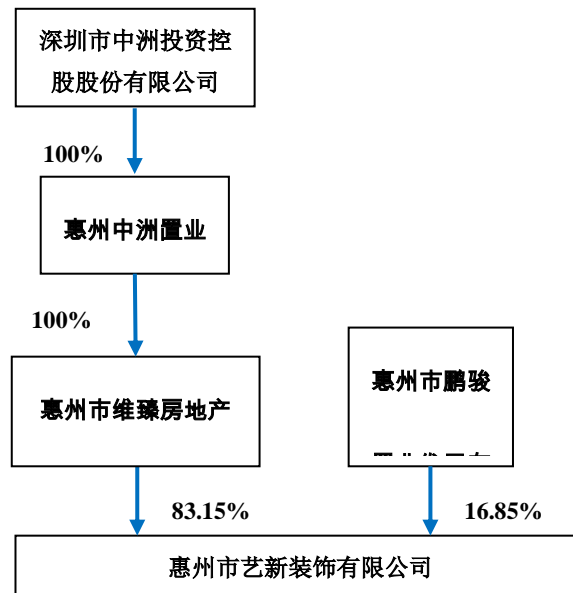 深圳市中洲投资控
股股份有限公司
100%
惠州中洲置业
100%
惠州市维臻房地产
惠州市鹏骏
83.15%
16.85%
惠州市艺新装饰有限公司